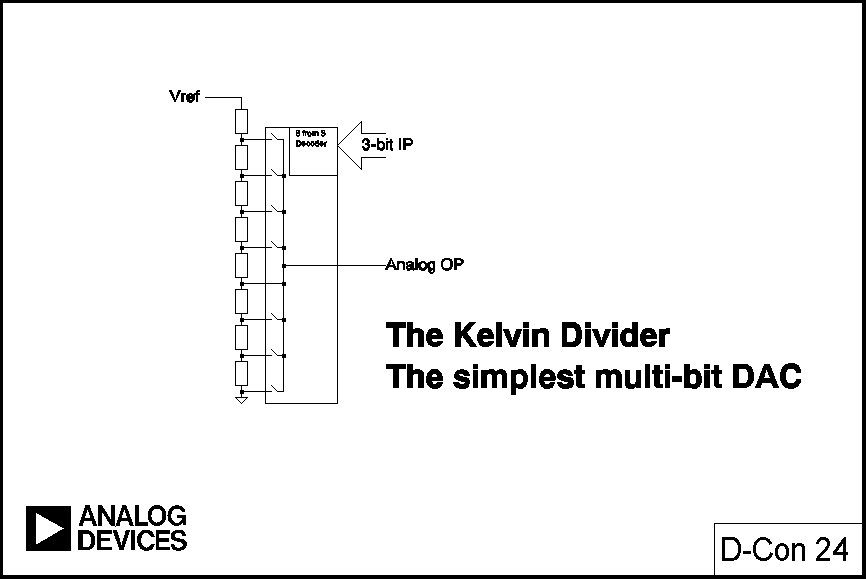 Vref
8 from 3
Decoder
3-bit IP
Analog OP
The Kelvin Divider
The simplest multi-bit DAC
ANALOG
DEVICES
D-Con 24